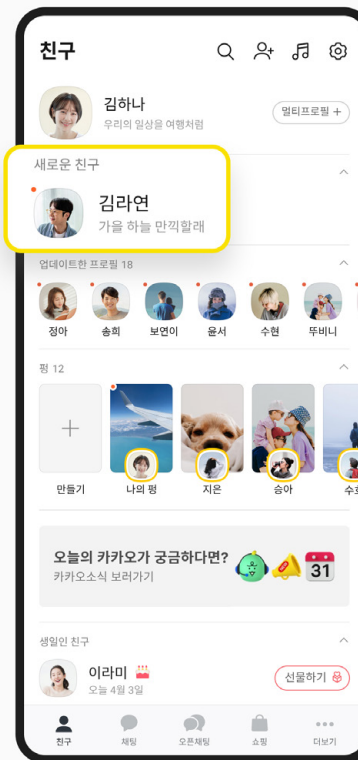 친구
김하나
우리의 일상을 여행처럼
멀티프로필 +
새로운 친구
김라연
가을 하늘 만끽할래
업데이트한 프로필 18
정아 송희 보연이 윤서 수현 뚜비니
펑 12
만들기 나의 펑 지은 승아
오늘의 카카오가 궁금하다면?
카카오소식 보러가기
31
생일인 친구
이라미
오늘 4월 3일
선물하기
친구 채팅 오픈채팅 쇼핑 더보기